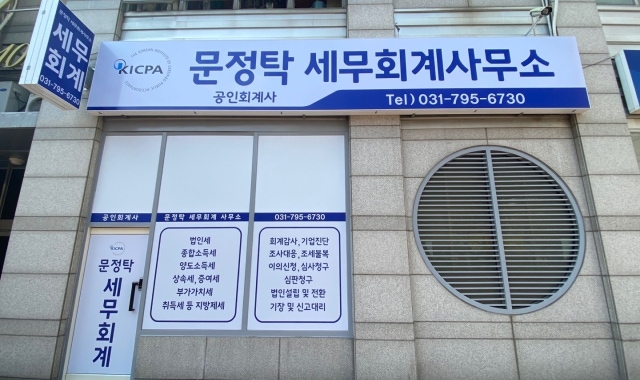 세무회계
031-795-6730
KICPA
문정탁 세무회계사무소
공인회계사
Tel) 031-795-6730
공인회계사
문정탁 세무회계 사무소
031-795-6730
KICPA
문정탁
세무회계
법인세
종합소득세
양도소득세
상속세, 증여세
부가가치세
취득세 등 지방제세
회계감사, 기업진단
조사대응, 조세불복
이의신청, 심사청구
심판청구
법인설립 및 전환
기장 및 신고대리